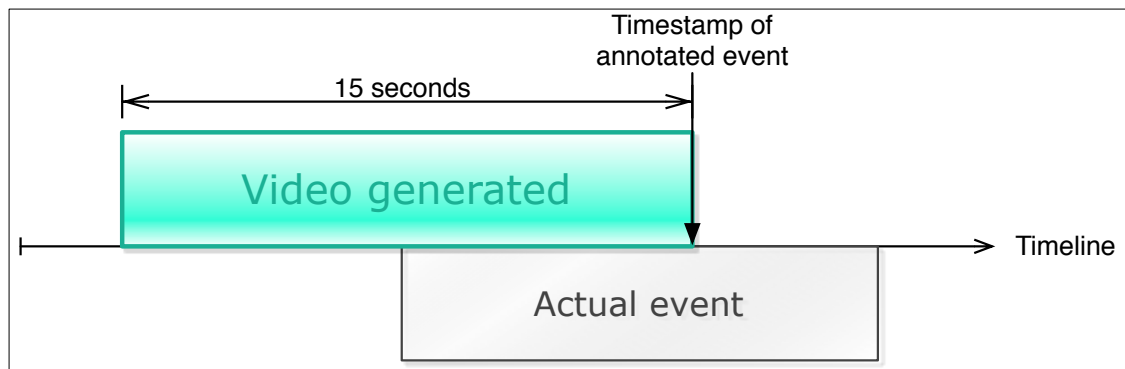 Timestamp of
annotated event
15 seconds
Video generated
Timeline
Actual event